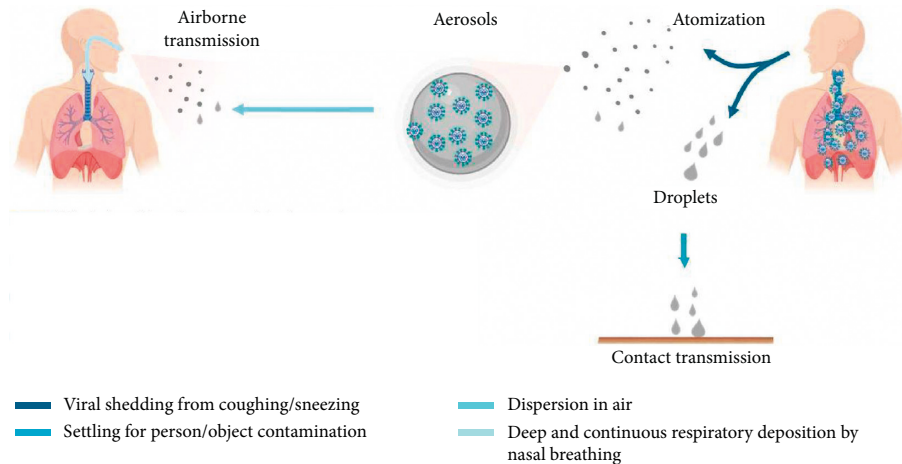 Airborne
transmission
Aerosols
Atomization
Droplets
Contact transmission
Viral shedding from coughing/sneezing
Settling for person/object contamination
Dispersion in air
Deep and continuous respiratory deposition by
nasal breathing